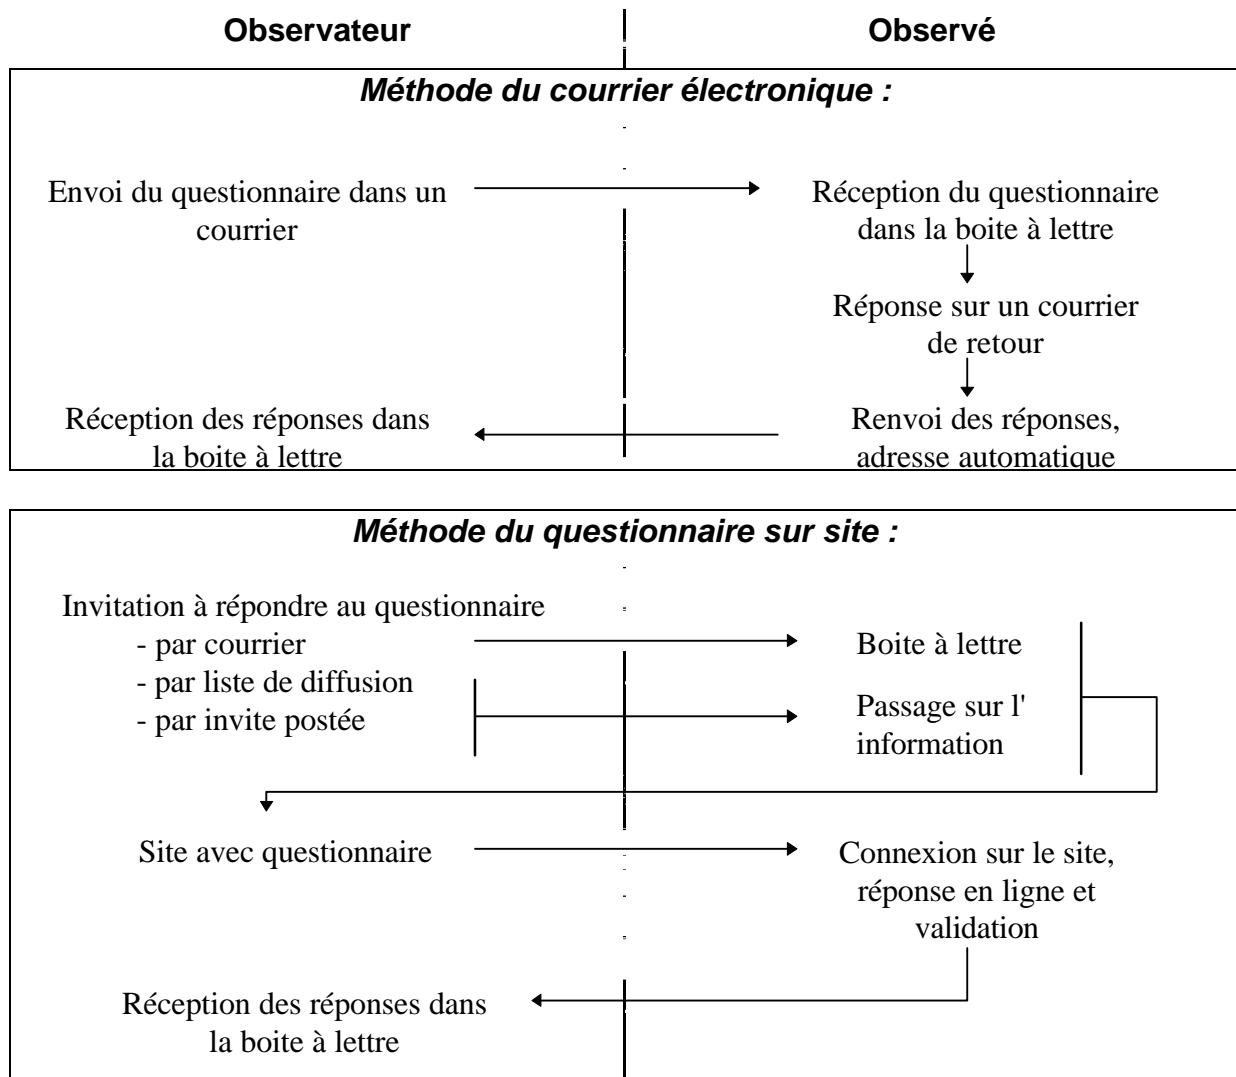 Observateur
Observé
Méthode du courrier électronique :
Envoi du questionnaire dans un
courrier
Réception du questionnaire
dans la boite à lettre
Réponse sur un courrier
de retour
Réception des réponses dans
la boite à lettre
Renvoi des réponses,
adresse automatique
Méthode du questionnaire sur site :
Invitation à répondre au questionnaire
- par courrier
- par liste de diffusion
- par invite postée
Boite à lettre
Passage sur l'
information
Site avec questionnaire
Connexion sur le site,
réponse en ligne et
validation
Réception des réponses dans
la boite à lettre